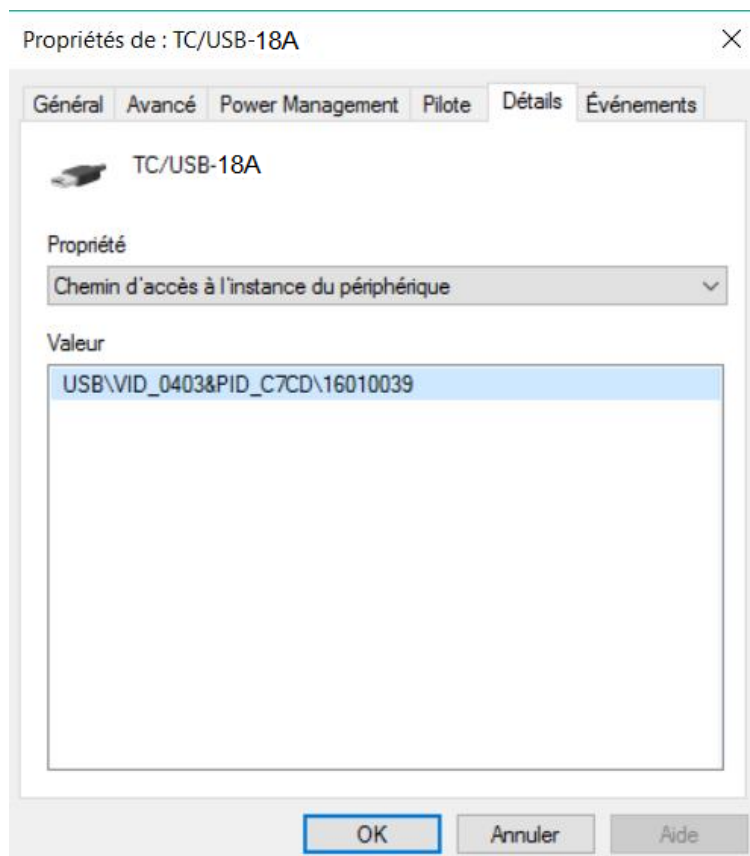 Propriétés de : TC/USB-18A
Général Avancé Power Management Pilote Détails Événements
TC/USB-18A
Propriété
Chemin d'accès à l'instance du périphérique
Valeur
USB\VID_0403&PID_C7CD\16010039
OK Annuler Aide